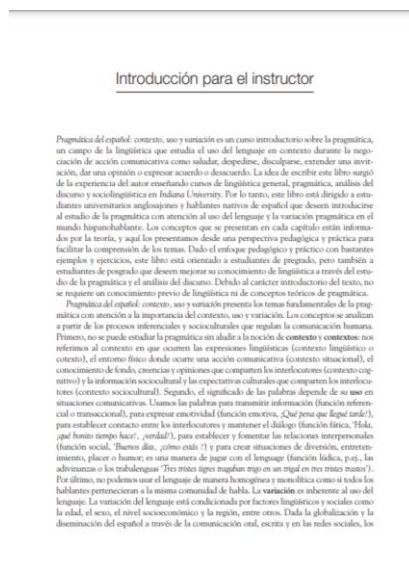 Introducción para el instructor
Pragmática del español: contexto, uso y variación es un curso introductorio sobre la pragmática,
un campo de la lingüística que estudia el uso del lenguaje en contexto durante la nego-
ciación de acción comunicativa como saludar, despedirse, disculparse, extender una invit-
ación, dar una opinión o expresar acuerdo o desacuerdo. La idea de escribir este libro surgió
de la experiencia del autor enseñando cursos de lingüística general, pragmática, análisis del
discurso y sociolingüística en Indiana University. Por lo tanto, este libro está dirigido a estu-
diantes universitarios anglosajones y hablantes nativos de español que deseen introducirse
al estudio de la pragmática con atención al uso del lenguaje y la variación pragmática en el
mundo hispanohablante. Los conceptos que se presentan en cada capítulo están informa-
dos por la teoría, y aquí los presentamos desde una perspectiva pedagógica y práctica para
facilitar la comprensión de los temas. Dado el enfoque pedagógico y práctico con bastantes
ejemplos y ejercicios, este libro está orientado a estudiantes de pregrado, pero también a
estudiantes de posgrado que deseen mejorar su conocimiento de lingüística a través del estu-
dio de la pragmática y el análisis del discurso. Debido al carácter introductorio del texto, no
se requiere un conocimiento previo de lingüística ni de conceptos teóricos de pragmática.
Pragmática del español: contexto, uso y variación presenta los temas fundamentales de la prag-
mática con atención a la importancia del contexto, uso y variación. Los conceptos se analizan
a partir de los procesos inferenciales y socioculturales que regulan la comunicación humana.
Primero, no se puede estudiar la pragmática sin aludir a la noción de contexto y contextos: nos
referimos al contexto en que ocurren las expresiones lingüísticas (contexto lingüístico o
cotexto), el entorno físico donde ocurre una acción comunicativa (contexto situacional), el
conocimiento de fondo, creencias y opiniones que comparten los interlocutores (contexto cog-
nitivo) y la información sociocultural y las expectativas culturales que comparten los interlocu-
tores (contexto sociocultural). Segundo, el significado de las palabras depende de su uso en
situaciones comunicativas. Usamos las palabras para transmitir información (función referen-
cial o transaccional), para expresar emotividad (función emotiva, ¡Qué pena que llegué tarde!),
para establecer contacto entre los interlocutores y mantener el diálogo (función fática, 'Hola,
¡qué bonito tiempo hace!, ¿verdad?'), para establecer y fomentar las relaciones interpersonales
(función social, 'Buenos días, ¿cómo estás?') y para crear situaciones de diversión, entreten-
imiento, placer o humor; es una manera de jugar con el lenguaje (función lúdica, p.ej., las
adivinanzas o los trabalenguas 'Tres tristes tigres tragaban trigo en un trigal en tres tristes trastos').
Por último, no podemos usar el lenguaje de manera homogénea y monolítica como si todos los
hablantes pertenecieran a la misma comunidad de habla. La variación es inherente al uso del
lenguaje. La variación del lenguaje está condicionada por factores lingüísticos y sociales como
la edad, el sexo, el nivel socioeconómico y la región, entre otros. Dada la globalización y la
diseminación del español a través de la comunicación oral, escrita y en las redes sociales, los